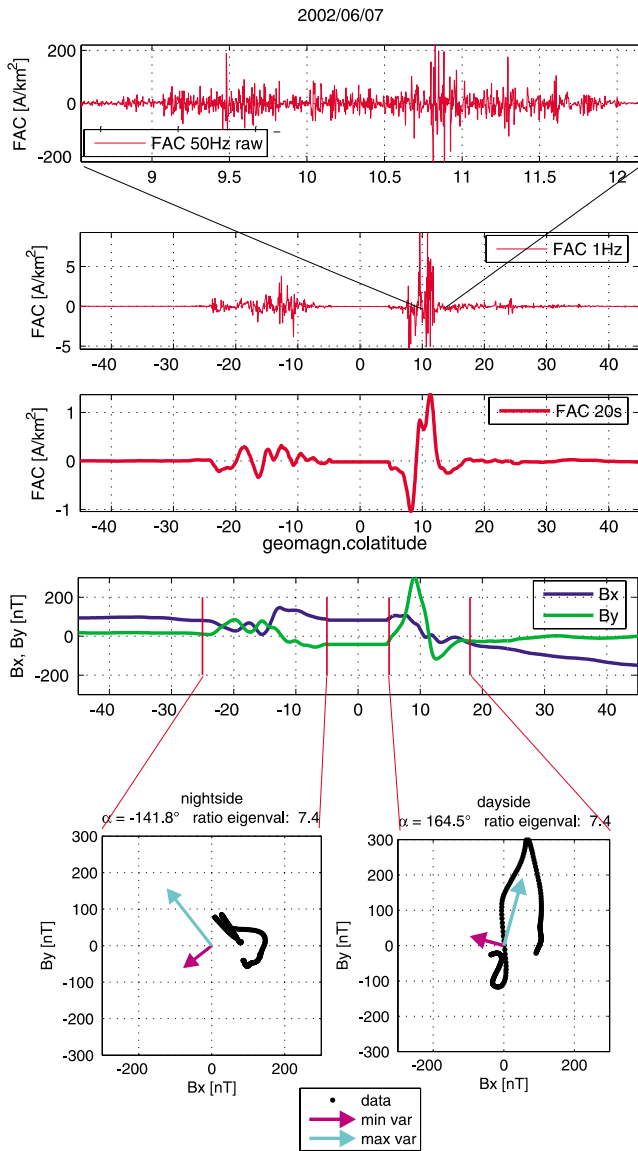 2002/06/07
FAC [A/km²]
200
0
-200
FAC 50Hz raw
9 9.5 10 10.5 11 11.5 12
FAC [A/km²]
5
0
-5
FAC 1Hz
-40 -30 -20 -10 0 10 20 30 40
FAC [A/km²]
1
0
-1
FAC 20s
-40 -30 -20 -10 0 10 20 30 40
geomagn.colatitude
Bx, By [nT]
200
0
-200
Bx
By
-40 -30 -20 -10 0 10 20 30 40
nightside
α = -141.8° ratio eigenval: 7.4
By [nT]
300
200
100
0
-100
-200
-300
-200 0 200
Bx [nT]
dayside
α = 164.5° ratio eigenval: 7.4
By [nT]
300
200
100
0
-100
-200
-300
-200 0 200
Bx [nT]
data
min var
max var